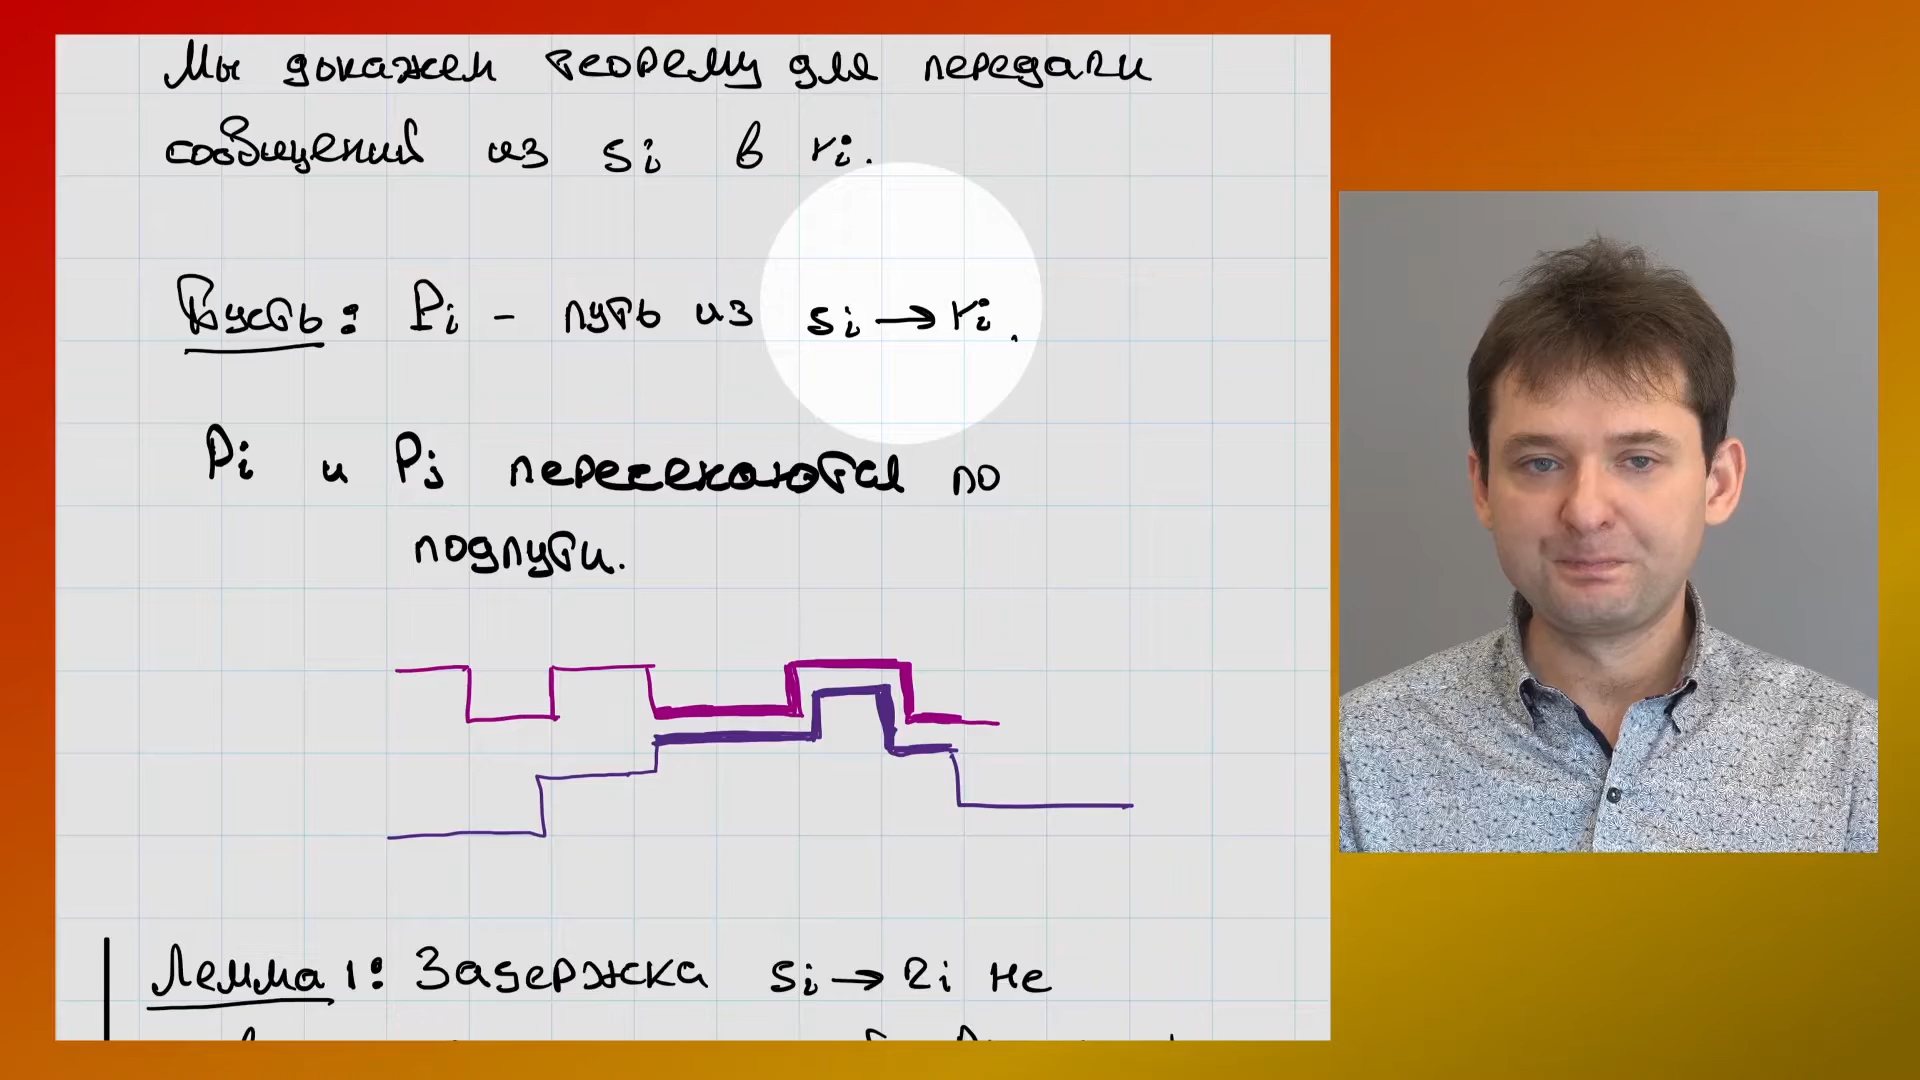 Мы докажем теорему для передачи
сообщений из si в ri.
Пусть: Pi - путь из si → ri.
Pi и Pj пересекаются по
подпути.
Лемма 1: Задержка si → ri не